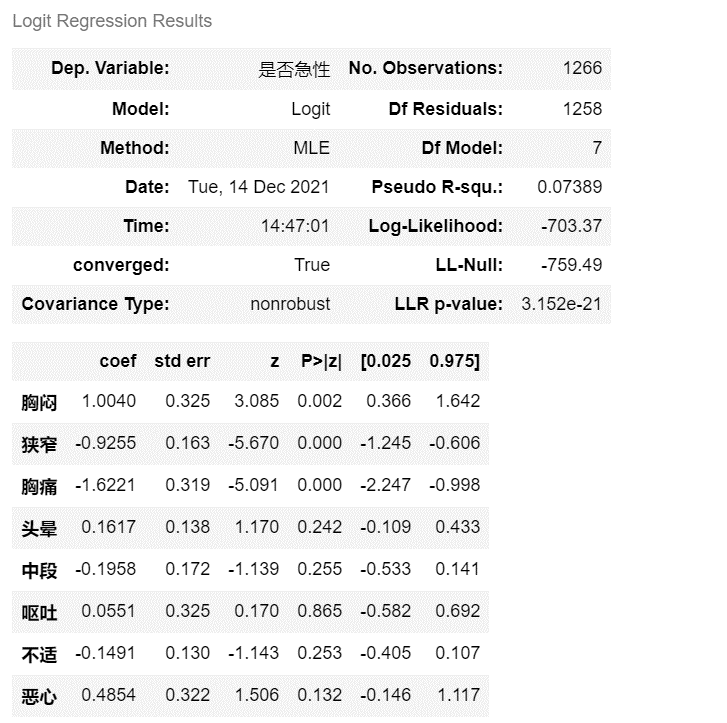 Logit Regression Results
Dep. Variable: 是否急性 No. Observations: 1266
Model: Logit Df Residuals: 1258
Method: MLE Df Model: 7
Date: Tue, 14 Dec 2021 Pseudo R-squ.: 0.07389
Time: 14:47:01 Log-Likelihood: -703.37
converged: True LL-Null: -759.49
Covariance Type: nonrobust LLR p-value: 3.152e-21
coef std err z P>|z| [0.025 0.975]
胸闷 1.0040 0.325 3.085 0.002 0.366 1.642
狭窄 -0.9255 0.163 -5.670 0.000 -1.245 -0.606
胸痛 -1.6221 0.319 -5.091 0.000 -2.247 -0.998
头晕 0.1617 0.138 1.170 0.242 -0.109 0.433
中段 -0.1958 0.172 -1.139 0.255 -0.533 0.141
呕吐 0.0551 0.325 0.170 0.865 -0.582 0.692
不适 -0.1491 0.130 -1.143 0.253 -0.405 0.107
恶心 0.4854 0.322 1.506 0.132 -0.146 1.117